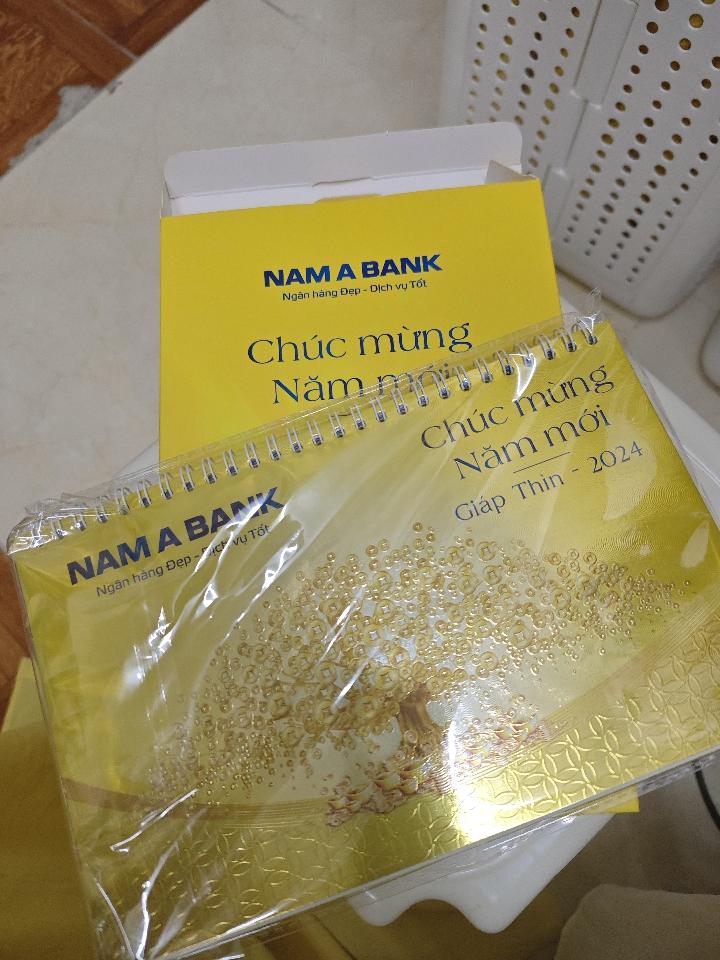 NAM A BANK
Ngân hàng Đẹp - Dịch vụ Tốt
Chúc mừng
Năm mới
Chúc mừng
Năm mới
Giáp Thìn - 2024
NAM A BANK
Ngân hàng Đẹp - Dịch vụ Tốt